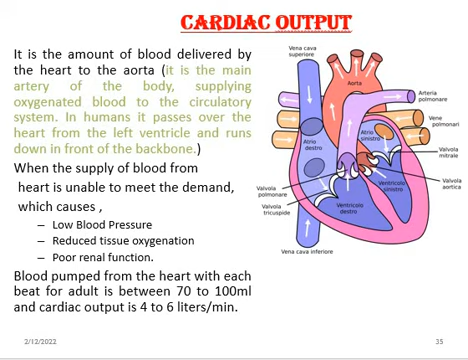 CARDIAC OUTPUT
It is the amount of blood delivered by
the heart to the aorta (it is the main
artery of the body, supplying
oxygenated blood to the circulatory
system. In humans it passes over the
heart from the left ventricle and runs
down in front of the backbone.)
When the supply of blood from
heart is unable to meet the demand,
which causes ,
– Low Blood Pressure
– Reduced tissue oxygenation
– Poor renal function.
Blood pumped from the heart with each
beat for adult is between 70 to 100ml
and cardiac output is 4 to 6 liters/min.
Vena cava
superiore
Aorta
Arteria
polmonare
Vene polmonari
Atrio
destro
Atrio
sinistro
Valvola
mitrale
Valvola
aortica
Ventricolo
sinistro
Ventricolo
destro
Valvola
polmonare
Valvola
tricuspide
Vena cava inferiore
2/12/2022
35